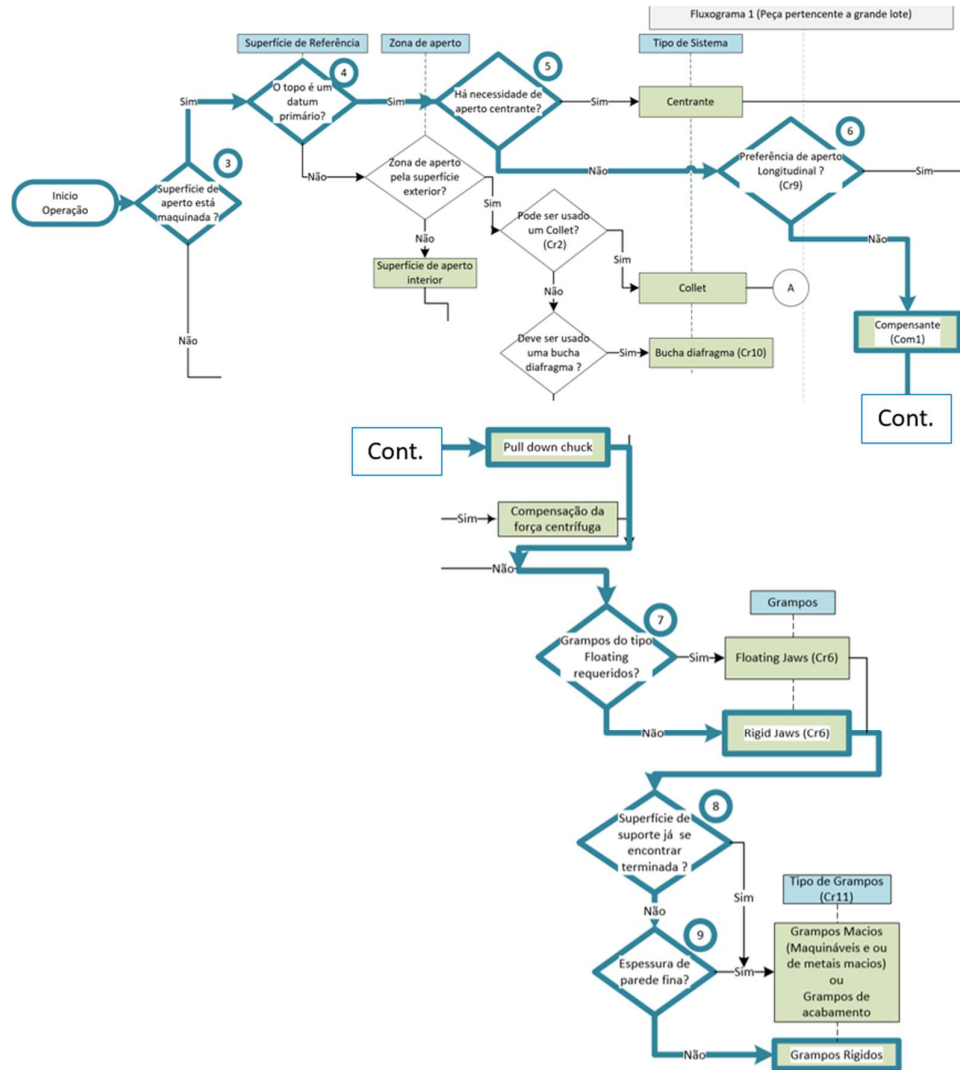 Fluxograma 1 (Peça pertencente a grande lote)
Superfície de Referência
Zona de aperto
Tipo de Sistema
4
O topo é um
datum
primário?
Sim
Sim
5
Há necessidade de
aperto centrante?
Sim
Centrante
6
Preferência de aperto
Longitudinal ?
(Cr9)
Sim
Não
Não
3
Inicio
Operação
Superfície de
aperto está
maquinada ?
Não
Não
Zona de aperto
pela superfície
exterior?
Sim
Não
Superfície de aperto
interior
Pode ser usado
um Collet?
(Cr2)
Sim
Não
Collet
A
Deve ser usado
uma bucha
diafragma ?
Sim
Bucha diafragma (Cr10)
Compensante
(Com1)
Cont.
Cont.
Pull down chuck
Sim
Compensação da
força centrífuga
Não
7
Grampos do tipo
Floating
requeridos?
Sim
Não
Grampos
Floating Jaws (Cr6)
Rigid Jaws (Cr6)
8
Superfície de
suporte já se
encontrar
terminada ?
Sim
Não
9
Espessura de
parede fina?
Sim
Não
Tipo de Grampos
(Cr11)
Grampos Macios
(Maquináveis e ou
de metais macios)
ou
Grampos de
acabamento
Grampos Rigidos